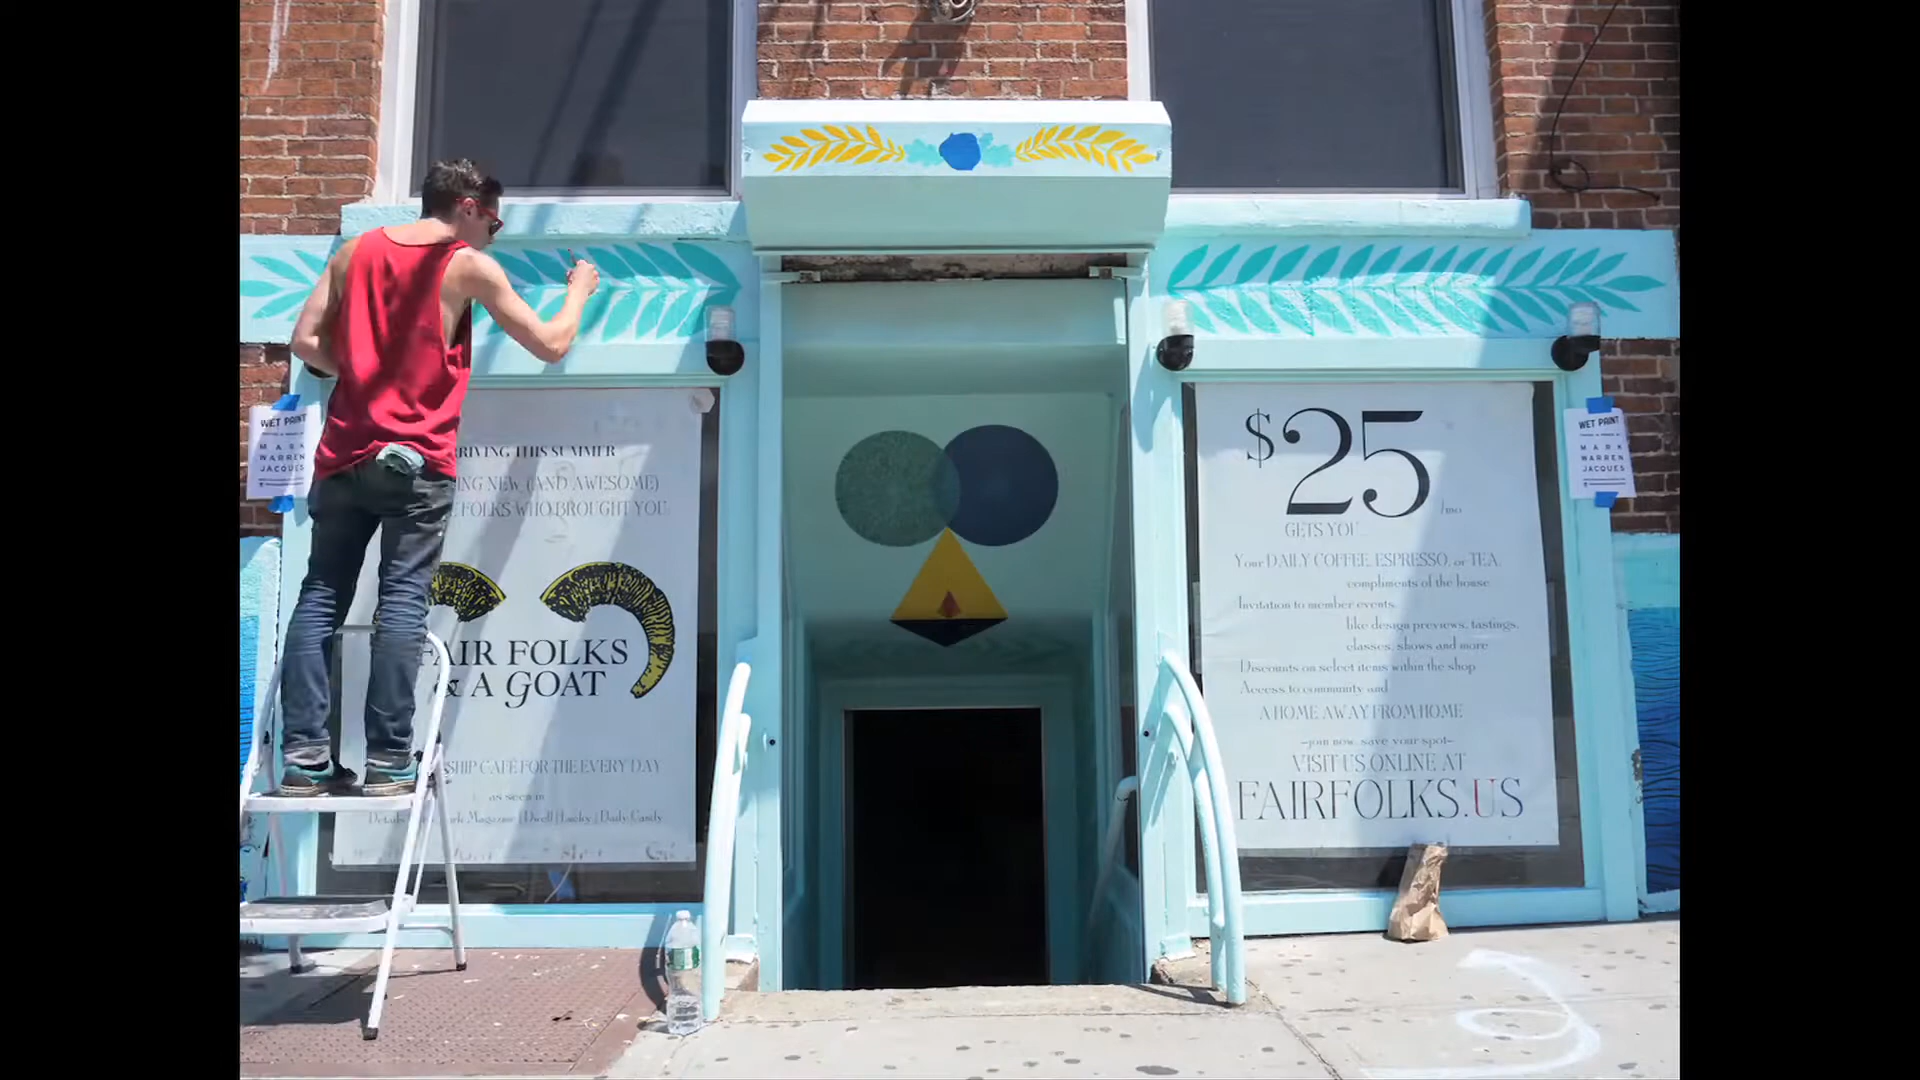 WET PAINT
MARK
WARREN
JACQUES
RRIVING THIS SUMMER
ING NEW (AND AWESOME)
FOLKS WHO BROUGHT YOU
FAIR FOLKS
& A GOAT
SHIP CAFÉ FOR THE EVERY DAY
as seen in
Details Magazine | Dwell | Lucky | Daily Candy
$25
/mo
GETS YOU
Your DAILY COFFEE, ESPRESSO, or TEA,
compliments of the house
Invitation to member events,
like design previews, tastings,
classes, shows and more
Discounts on select items within the shop
Access to community and
A HOME AWAY FROM HOME
~join now, save your spot~
VISIT US ONLINE AT
FAIRFOLKS.US
WET PAINT
MARK
WARREN
JACQUES